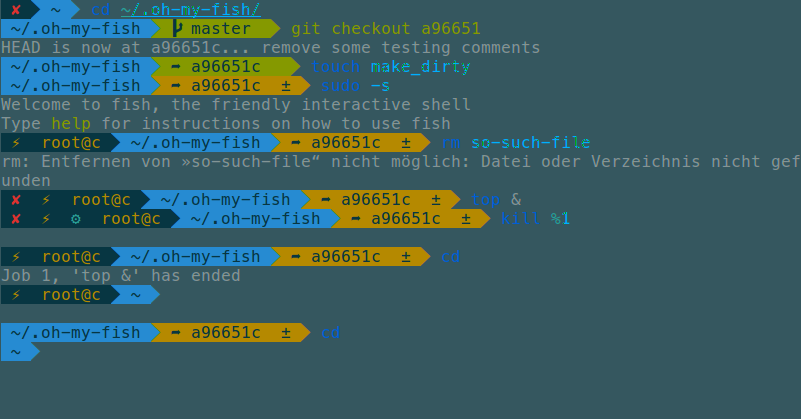 ✘ ~ cd ~/.oh-my-fish/
~/.oh-my-fish master git checkout a96651
HEAD is now at a96651c... remove some testing comments
~/.oh-my-fish ➦ a96651c touch make_dirty
~/.oh-my-fish ➦ a96651c ± sudo -s
Welcome to fish, the friendly interactive shell
Type help for instructions on how to use fish
⚡ root@c ~/.oh-my-fish ➦ a96651c ± rm so-such-file
rm: Entfernen von »so-such-file“ nicht möglich: Datei oder Verzeichnis nicht gef
unden
✘ ⚡ root@c ~/.oh-my-fish ➦ a96651c ± top &
✘ ⚡ ⚙ root@c ~/.oh-my-fish ➦ a96651c ± kill %1
⚡ root@c ~/.oh-my-fish ➦ a96651c ± cd
Job 1, 'top &' has ended
⚡ root@c ~
~/.oh-my-fish ➦ a96651c ± cd
~